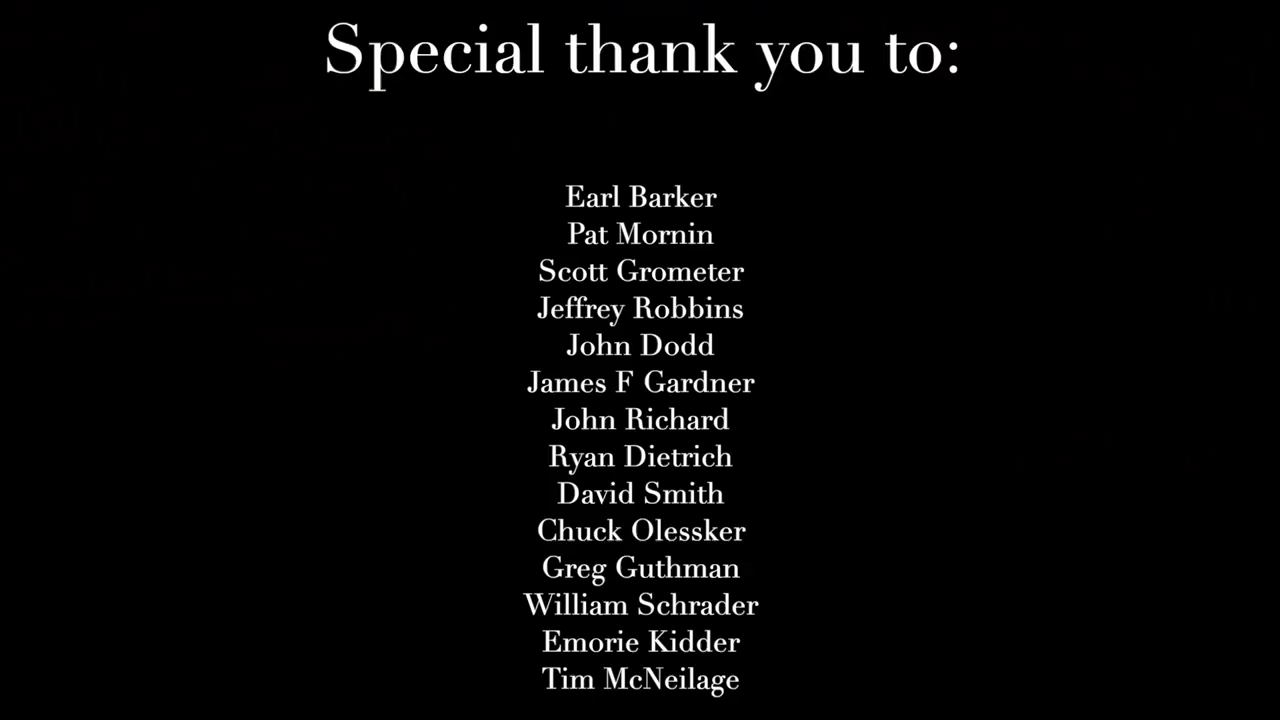 Special thank you to:
Earl Barker
Pat Mornin
Scott Grometer
Jeffrey Robbins
John Dodd
James F Gardner
John Richard
Ryan Dietrich
David Smith
Chuck Olessker
Greg Guthman
William Schrader
Emorie Kidder
Tim McNeilage